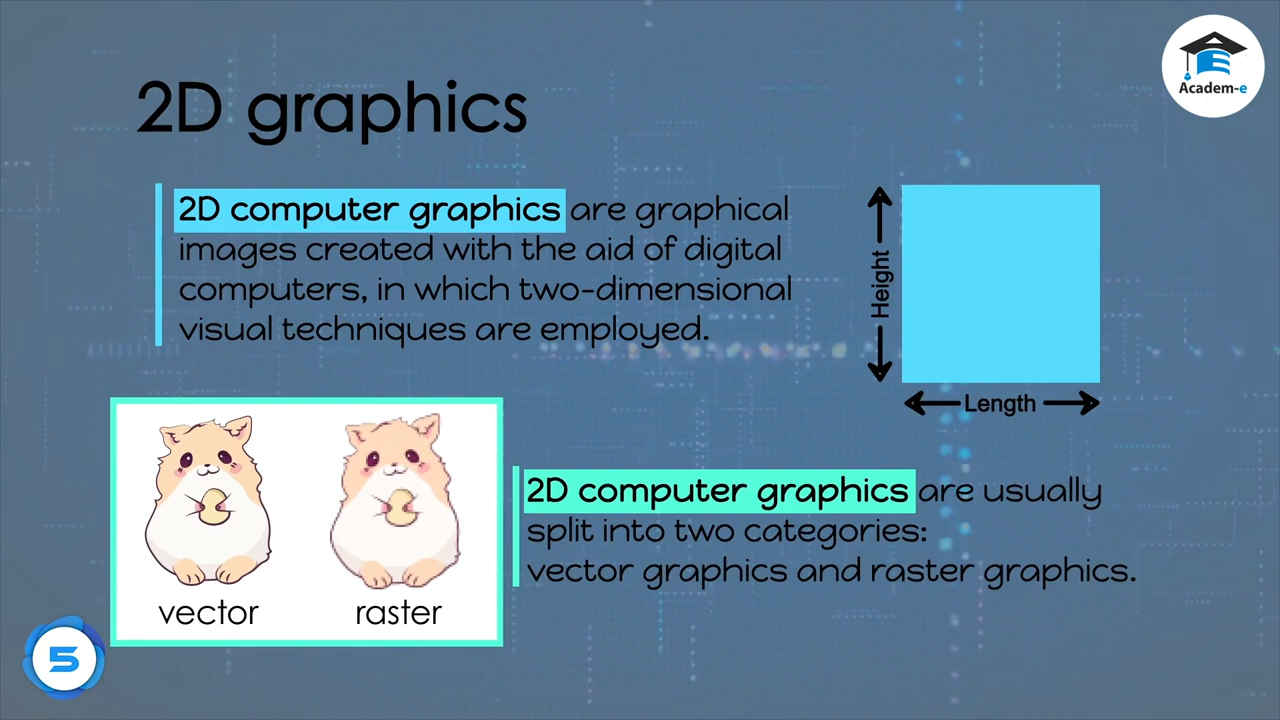 Academ-e
2D graphics
2D computer graphics are graphical
images created with the aid of digital
computers, in which two-dimensional
visual techniques are employed.
Height
Length
vector
raster
2D computer graphics are usually
split into two categories:
vector graphics and raster graphics.
5